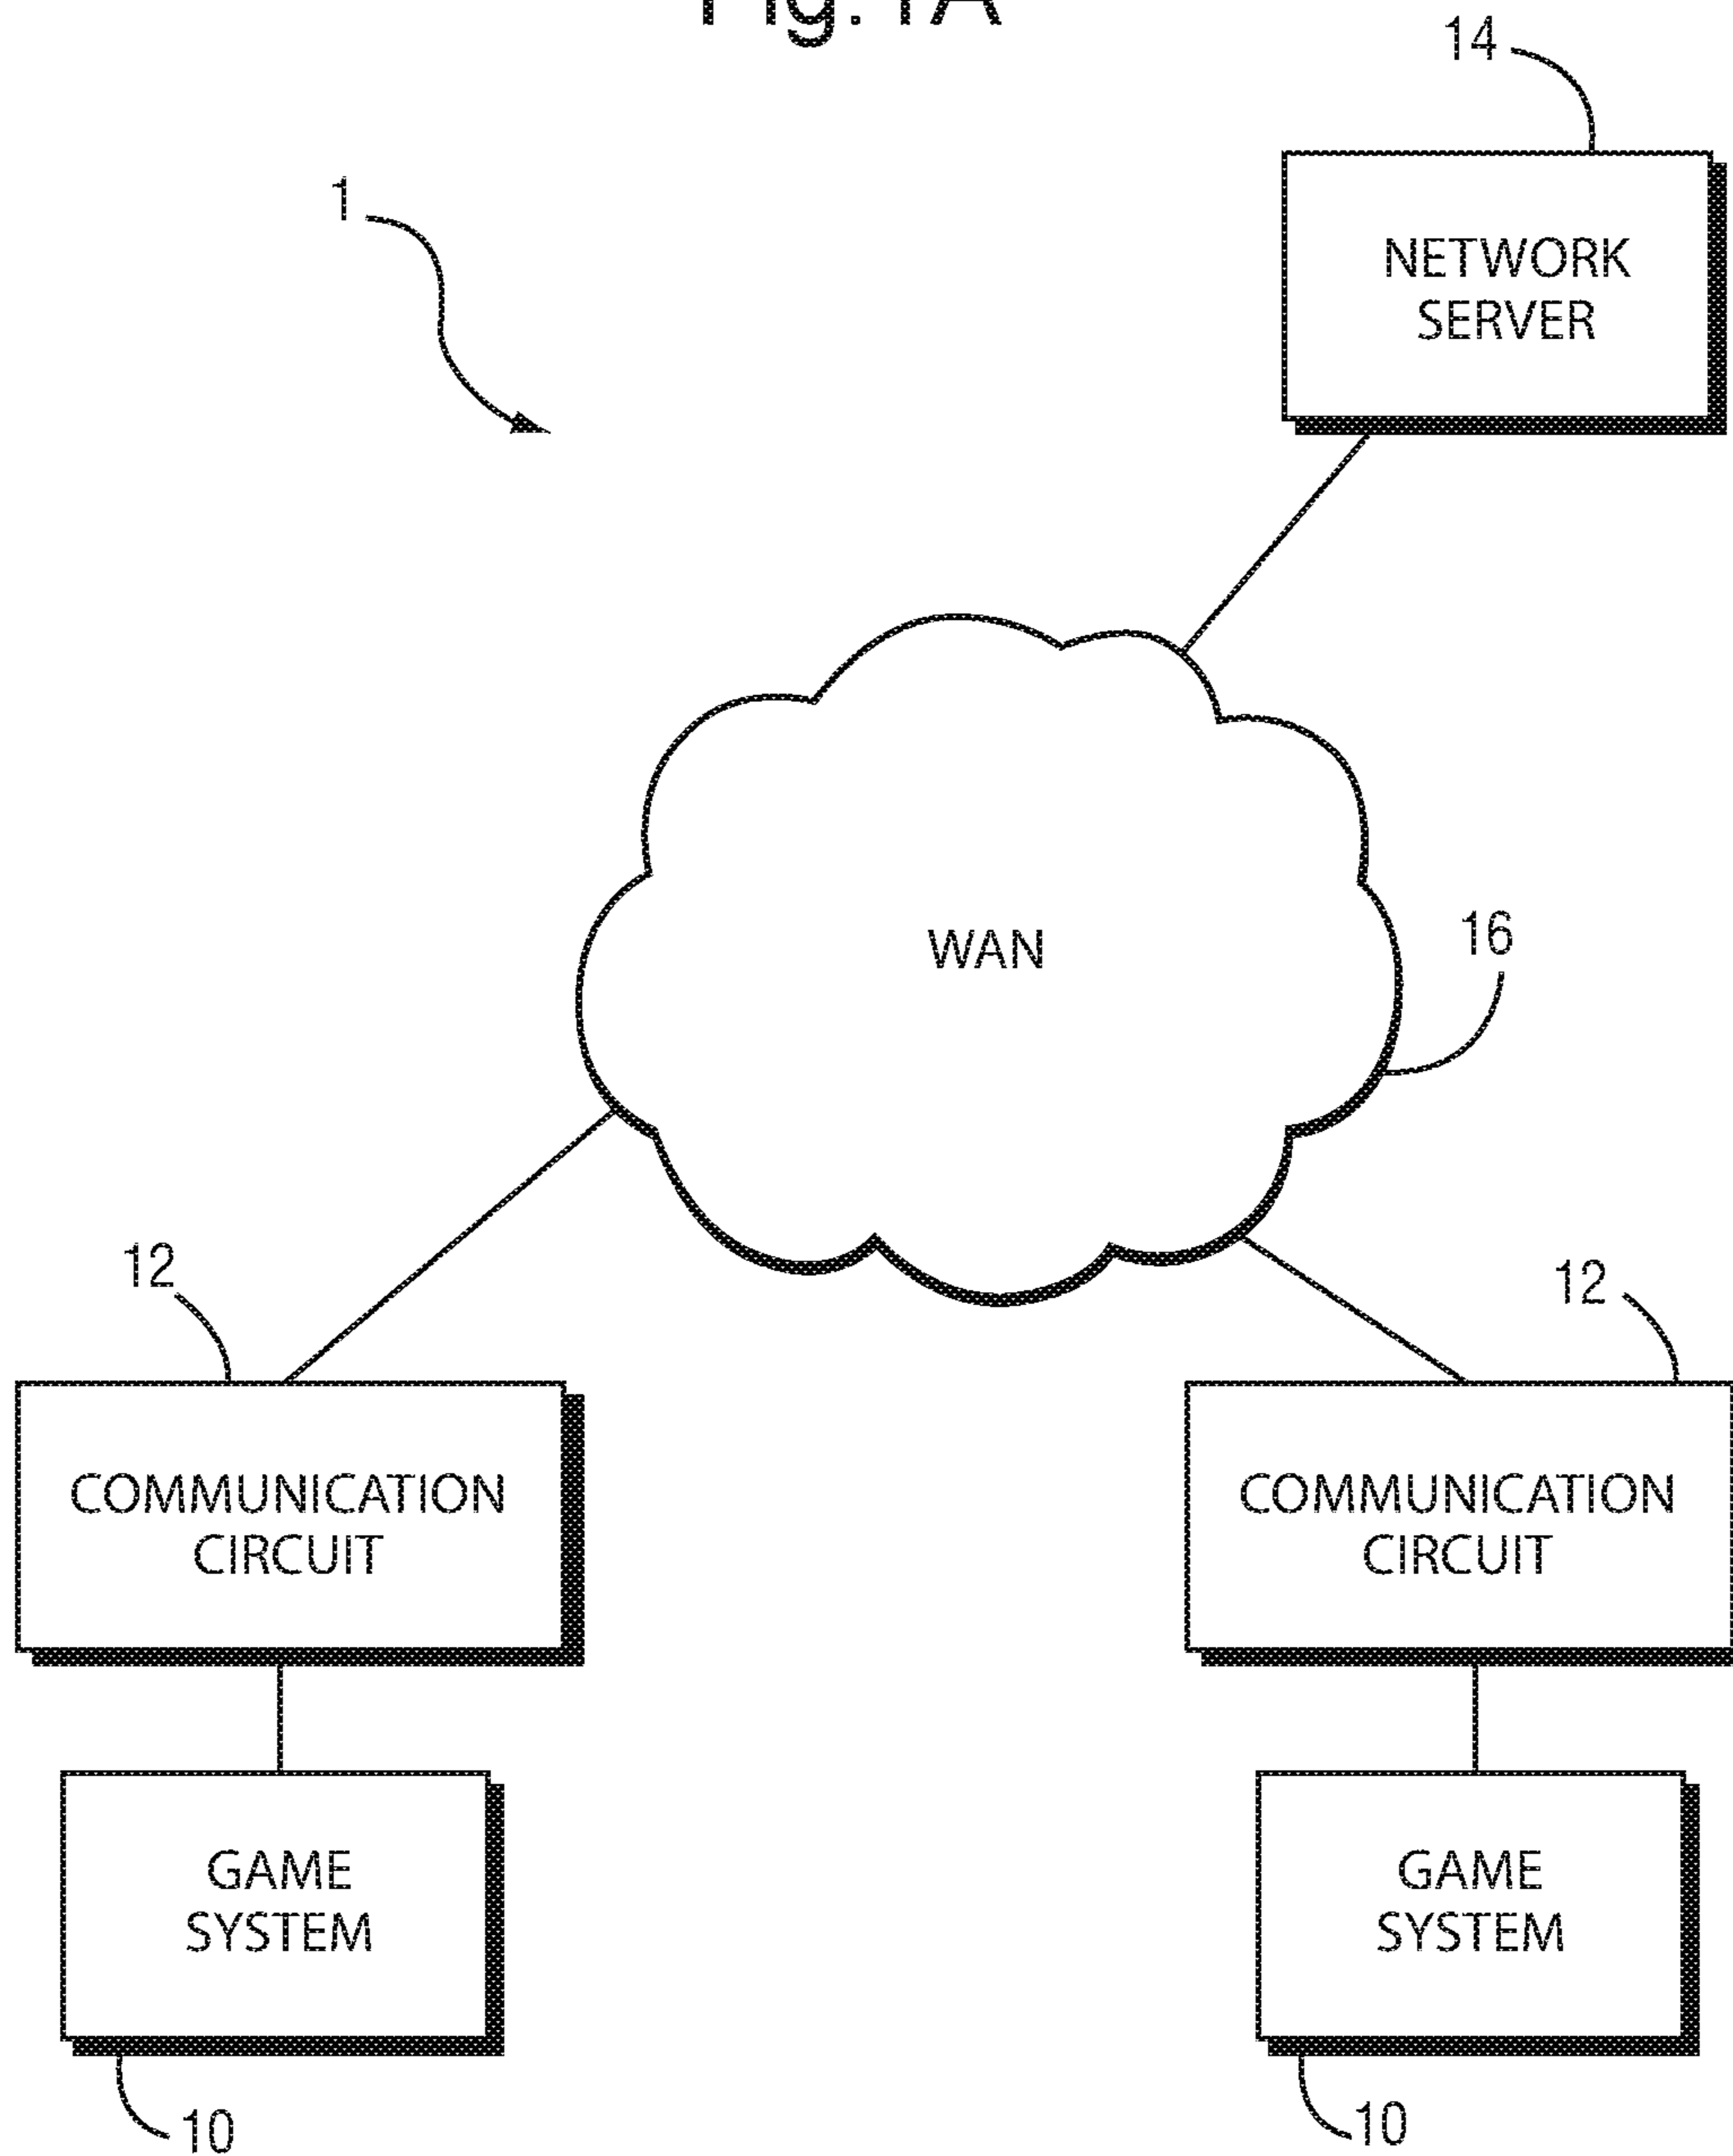 Fig. 1A
14
1
NETWORK
SERVER
WAN
16
12
12
COMMUNICATION
CIRCUIT
COMMUNICATION
CIRCUIT
GAME
SYSTEM
GAME
SYSTEM
10
10